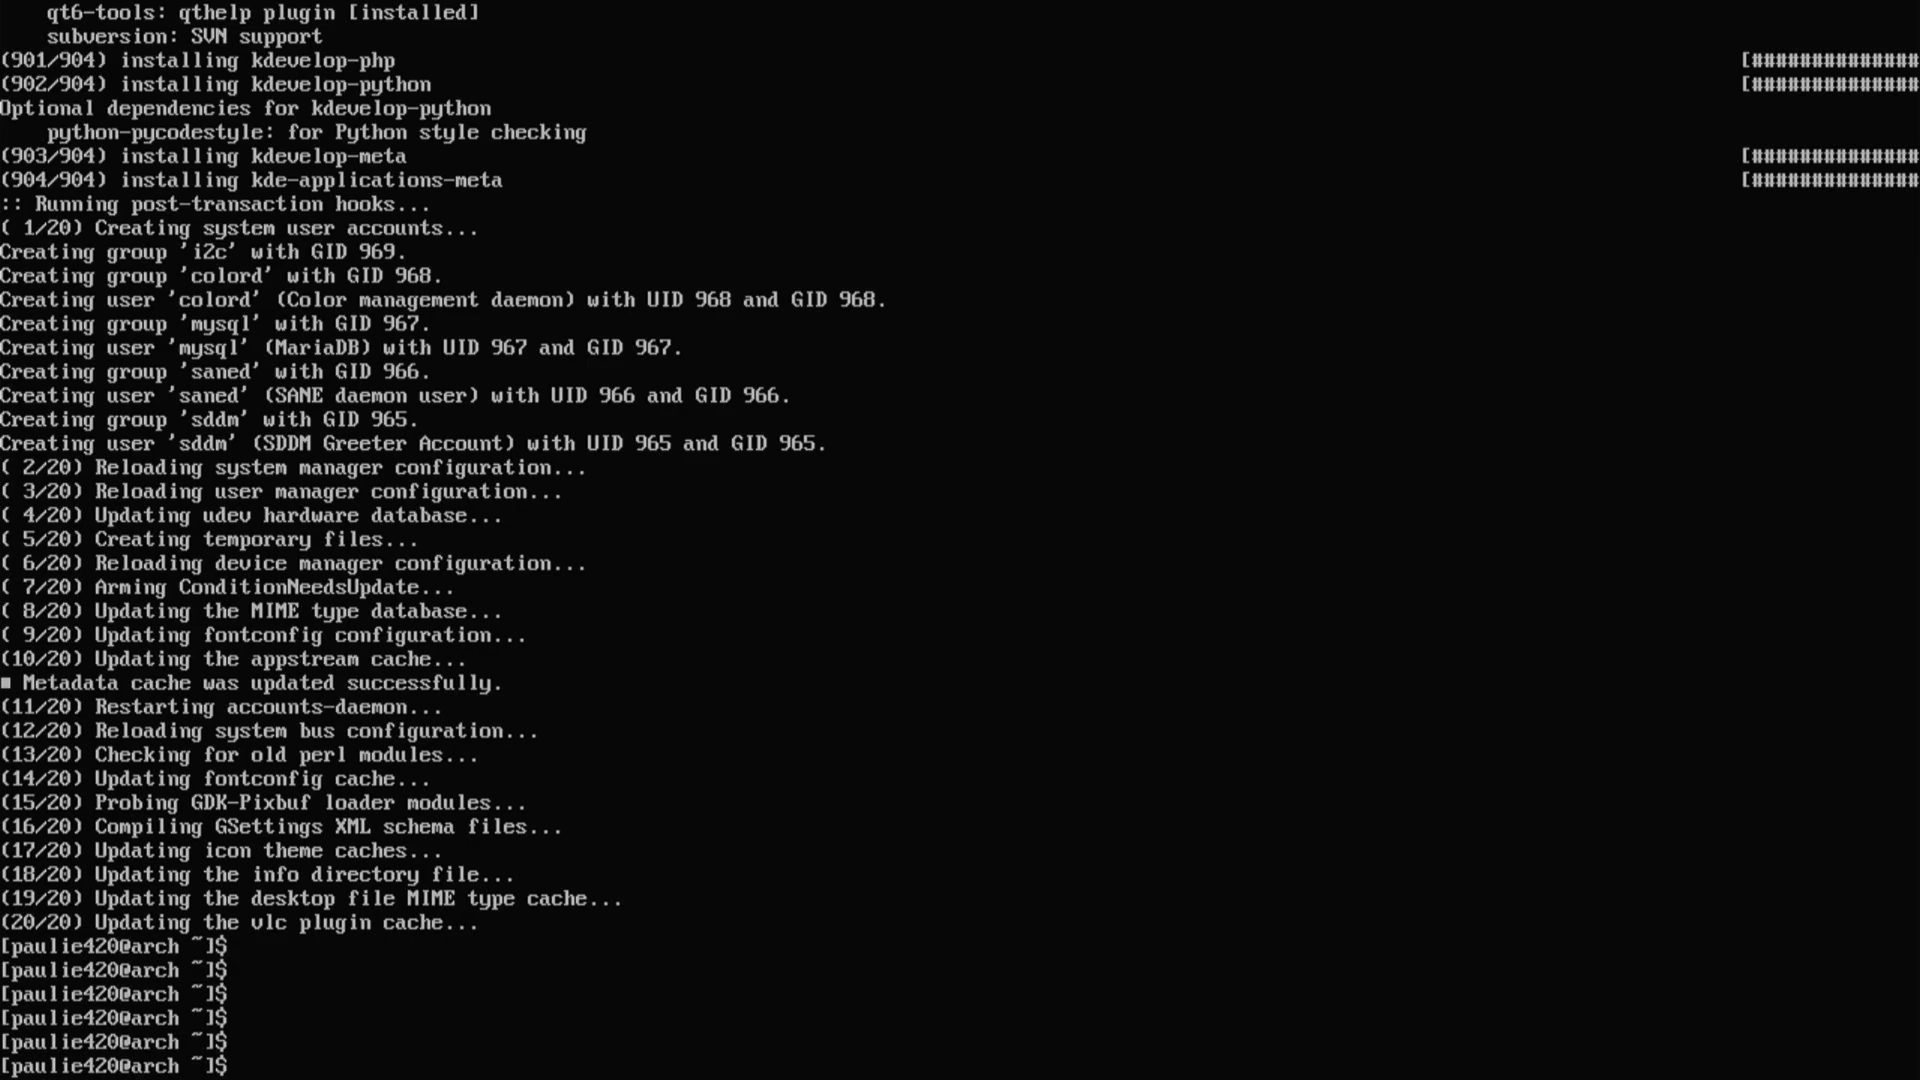 qt6-tools: qthelp plugin [installed]
subversion: SVN support
(901/904) installing kdevelop-php [##############
(902/904) installing kdevelop-python [##############
Optional dependencies for kdevelop-python
python-pycodestyle: for Python style checking
(903/904) installing kdevelop-meta [##############
(904/904) installing kde-applications-meta [##############
:: Running post-transaction hooks...
( 1/20) Creating system user accounts...
Creating group 'i2c' with GID 969.
Creating group 'colord' with GID 968.
Creating user 'colord' (Color management daemon) with UID 968 and GID 968.
Creating group 'mysql' with GID 967.
Creating user 'mysql' (MariaDB) with UID 967 and GID 967.
Creating group 'saned' with GID 966.
Creating user 'saned' (SANE daemon user) with UID 966 and GID 966.
Creating group 'sddm' with GID 965.
Creating user 'sddm' (SDDM Greeter Account) with UID 965 and GID 965.
( 2/20) Reloading system manager configuration...
( 3/20) Reloading user manager configuration...
( 4/20) Updating udev hardware database...
( 5/20) Creating temporary files...
( 6/20) Reloading device manager configuration...
( 7/20) Arming ConditionNeedsUpdate...
( 8/20) Updating the MIME type database...
( 9/20) Updating fontconfig configuration...
(10/20) Updating the appstream cache...
■ Metadata cache was updated successfully.
(11/20) Restarting accounts-daemon...
(12/20) Reloading system bus configuration...
(13/20) Checking for old perl modules...
(14/20) Updating fontconfig cache...
(15/20) Probing GDK-Pixbuf loader modules...
(16/20) Compiling GSettings XML schema files...
(17/20) Updating icon theme caches...
(18/20) Updating the info directory file...
(19/20) Updating the desktop file MIME type cache...
(20/20) Updating the vlc plugin cache...
[paulie420@arch ~]$
[paulie420@arch ~]$
[paulie420@arch ~]$
[paulie420@arch ~]$
[paulie420@arch ~]$
[paulie420@arch ~]$